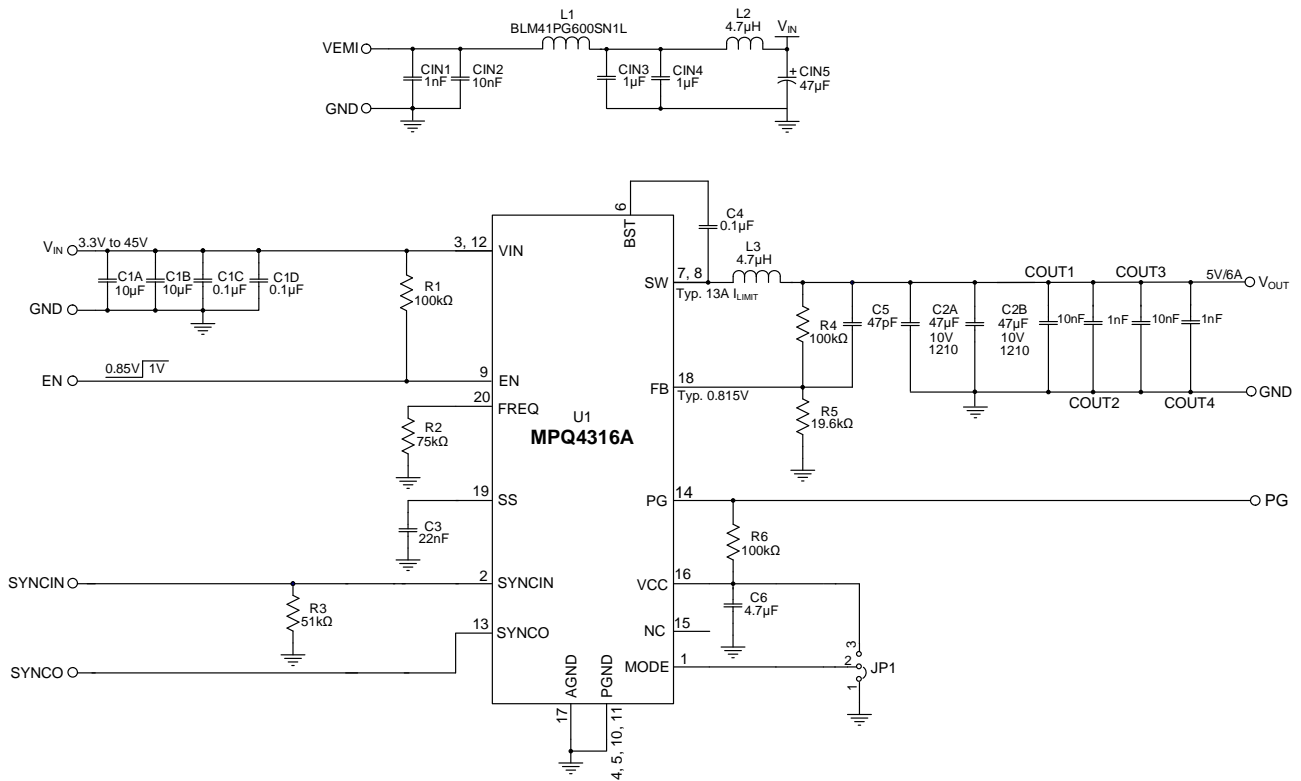 L1
BLM41PG600SN1L
L2
4.7µH
VIN
VEMI
CIN1
1nF
CIN2
10nF
CIN3
1µF
CIN4
1µF
+
CIN5
47µF
GND
6
BST
C4
0.1µF
VIN
3.3V to 45V
3, 12
VIN
C1A
10µF
C1B
10µF
C1C
0.1µF
C1D
0.1µF
R1
100kΩ
GND
L3
4.7µH
7, 8
SW
Typ. 13A ILIMIT
COUT1
COUT3
5V/6A
VOUT
R4
100kΩ
C5
47pF
C2A
47µF
10V
1210
C2B
47µF
10V
1210
10nF
1nF
10nF
1nF
EN
0.85V
1V
9
EN
18
FB
Typ. 0.815V
GND
COUT2
COUT4
20
FREQ
R2
75kΩ
U1
MPQ4316A
R5
19.6kΩ
19
SS
C3
22nF
14
PG
PG
R6
100kΩ
SYNCIN
2
SYNCIN
R3
51kΩ
16
VCC
C6
4.7µF
13
SYNCO
15
NC
SYNCO
1
MODE
3
2
1
JP1
AGND
PGND
17
4, 5, 10, 11